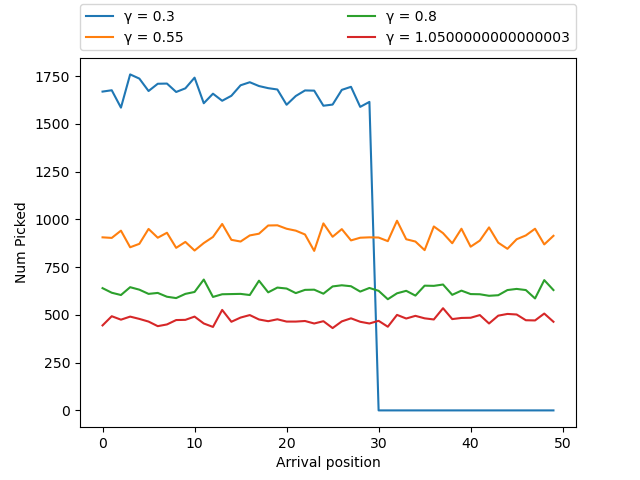 γ = 0.3
γ = 0.55
γ = 0.8
γ = 1.0500000000000003
1750
1500
1250
1000
750
500
250
0
Num Picked
0 10 20 30 40 50
Arrival position